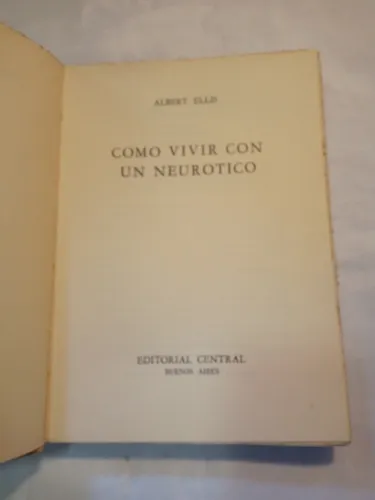 ALBERT ELLIS
COMO VIVIR CON
UN NEUROTICO
EDITORIAL CENTRAL
BUENOS AIRES